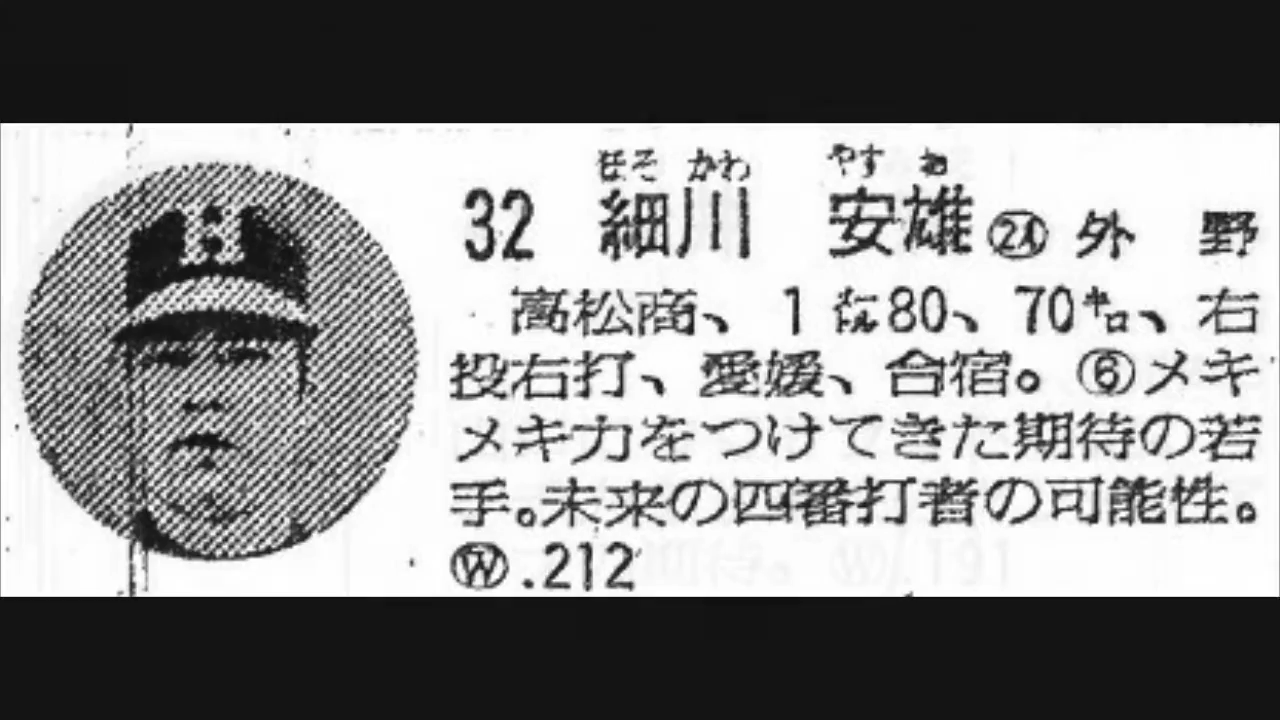 H
ほそ かわ やす お
32 細川 安雄 ㉔ 外 野
高松商、1㍍80、70㌔、右
投右打、愛媛、合宿。⑥メキ
メキ力をつけてきた期待の若
手。未来の四番打者の可能性。
Ⓦ.212